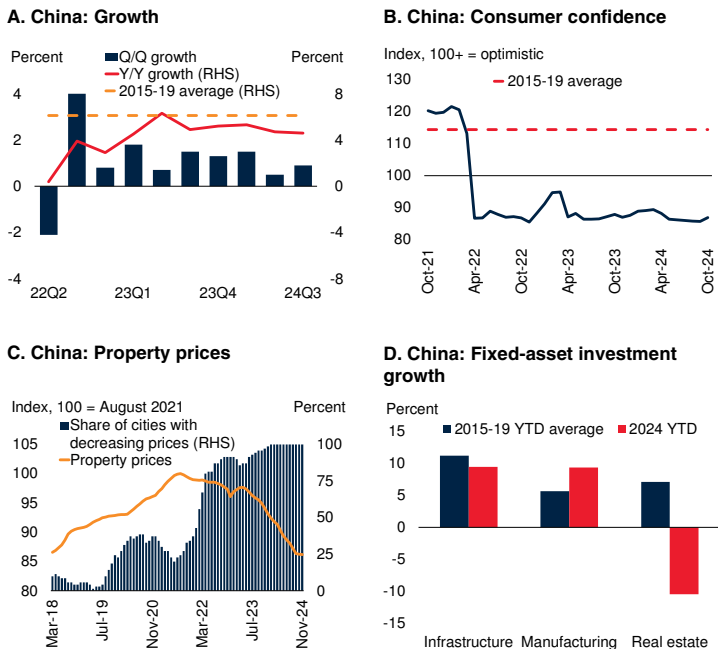 A. China: Growth
Percent
Percent
Q/Q growth
Y/Y growth (RHS)
2015-19 average (RHS)
4
2
0
-2
-4
8
4
0
-4
-8
22Q2
23Q1
23Q4
24Q3
B. China: Consumer confidence
Index, 100+ = optimistic
2015-19 average
130
120
110
100
90
80
Oct-21
Apr-22
Oct-22
Apr-23
Oct-23
Apr-24
Oct-24
C. China: Property prices
Index, 100 = August 2021
Percent
Share of cities with
decreasing prices (RHS)
Property prices
105
100
95
90
85
80
100
75
50
25
0
Mar-18
Jul-19
Nov-20
Mar-22
Jul-23
Nov-24
D. China: Fixed-asset investment
growth
Percent
2015-19 YTD average
2024 YTD
15
10
5
0
-5
-10
-15
Infrastructure
Manufacturing
Real estate